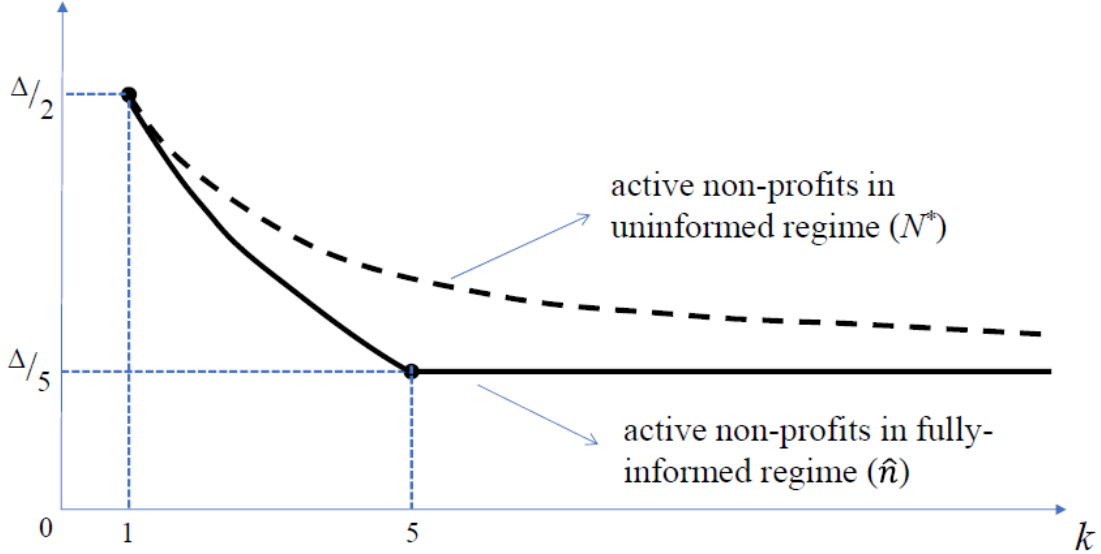 Δ/2
active non-profits in
uninformed regime (N*)
Δ/5
active non-profits in fully-
informed regime (n̂)
0
1
5
k